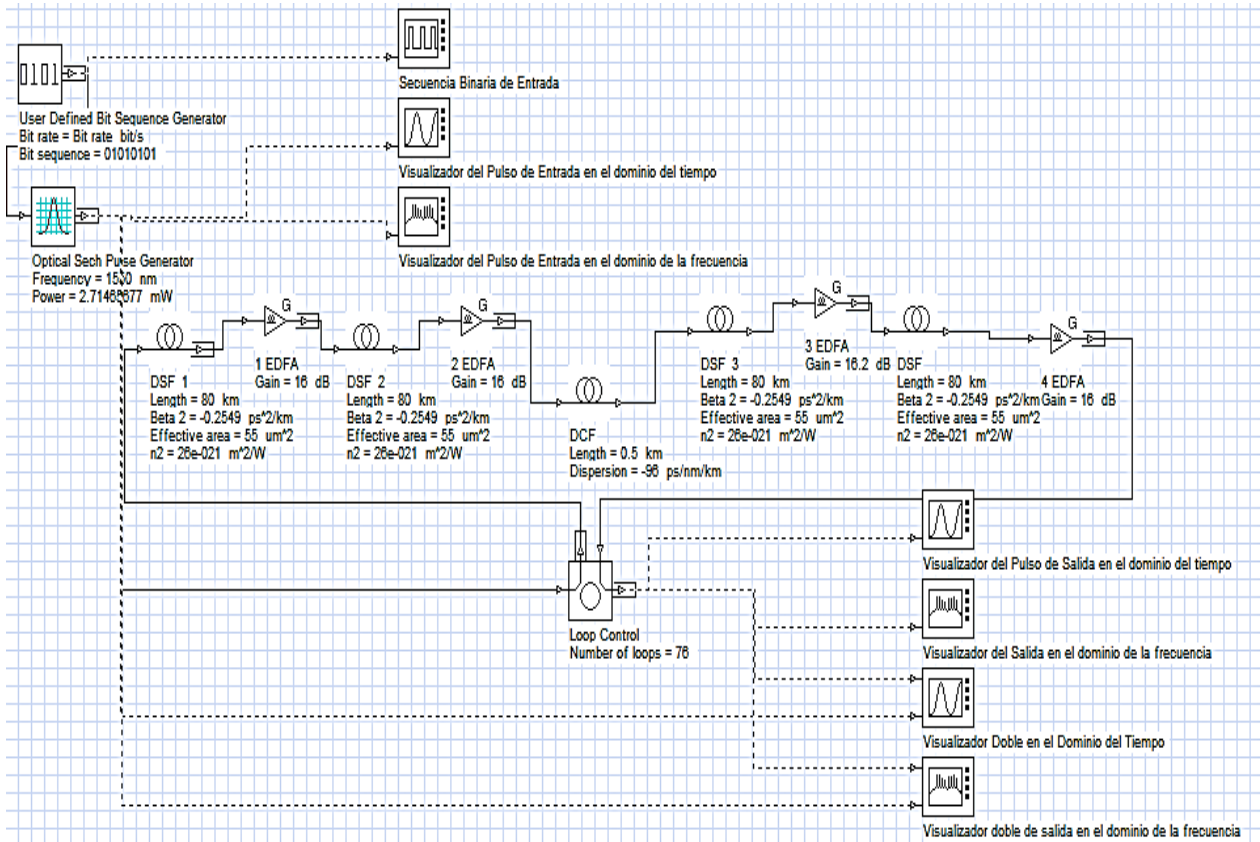 Secuencia Binaria de Entrada
0101
User Defined Bit Sequence Generator
Bit rate = Bit rate bit/s
Bit sequence = 01010101
Visualizador del Pulso de Entrada en el dominio del tiempo
Optical Sech Pulse Generator
Frequency = nm
Power = mW
Visualizador del Pulso de Entrada en el dominio de la frecuencia
G
1 EDFA
Gain = 16 dB
G
2 EDFA
Gain = 16 dB
G
3 EDFA
Gain = 16.2 dB
G
4 EDFA
Gain = 16 dB
DSF 1
Length = 80 km
Beta 2 = -0.2549 ps^2/km
Effective area = 55 um^2
n2 = 26e-021 m^2/W
DSF 2
Length = 80 km
Beta 2 = -0.2549 ps^2/km
Effective area = 55 um^2
n2 = 26e-021 m^2/W
DCF
Length = 0.5 km
Dispersion = -96 ps/nm/km
DSF 3
Length = 80 km
Beta 2 = -0.2549 ps^2/km
Effective area = 55 um^2
n2 = 26e-021 m^2/W
DSF
Length = 80 km
Beta 2 = -0.2549 ps^2/km
Effective area = 55 um^2
n2 = 26e-021 m^2/W
Visualizador del Pulso de Salida en el dominio del tiempo
Loop Control
Number of loops = 76
Visualizador del Salida en el dominio de la frecuencia
Visualizador Doble en el Dominio del Tiempo
Visualizador doble de salida en el dominio de la frecuencia